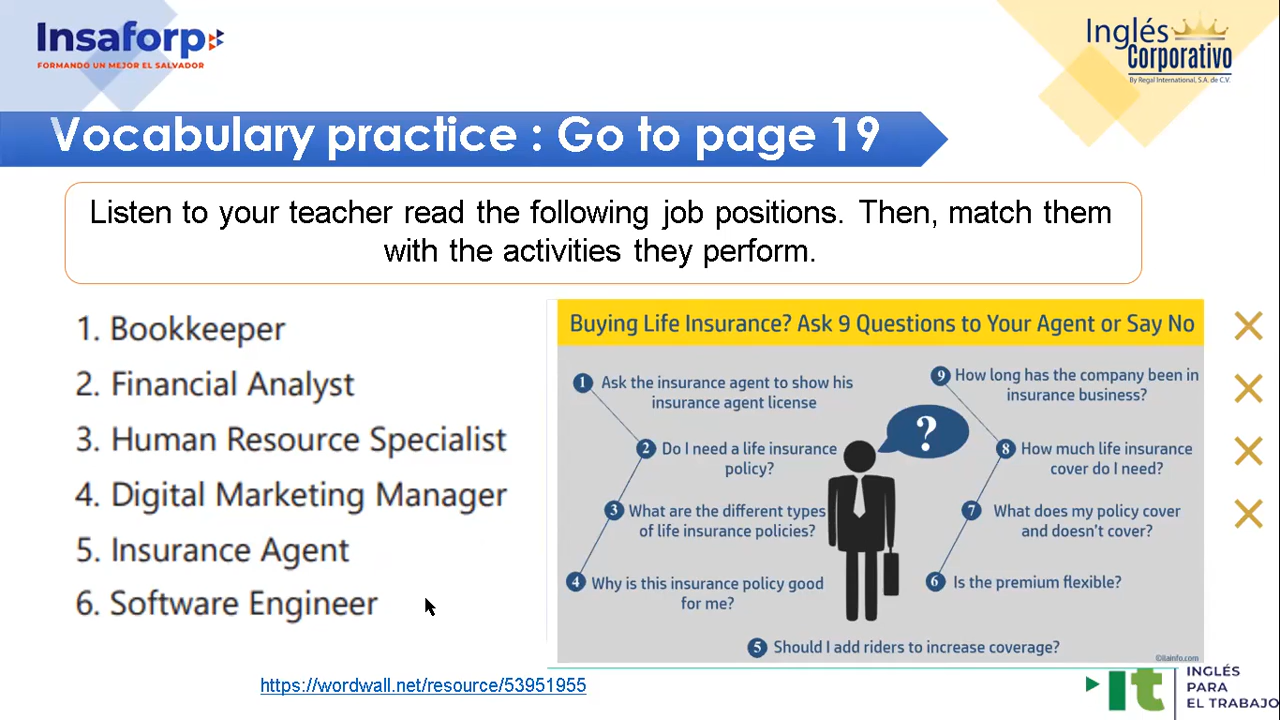 Insaforp
FORMANDO UN MEJOR EL SALVADOR
Inglés
Corporativo
By Regal International, S.A. de C.V.
Vocabulary practice : Go to page 19
Listen to your teacher read the following job positions. Then, match them
with the activities they perform.
1. Bookkeeper
2. Financial Analyst
3. Human Resource Specialist
4. Digital Marketing Manager
5. Insurance Agent
6. Software Engineer
Buying Life Insurance? Ask 9 Questions to Your Agent or Say No
1 Ask the insurance agent to show his
insurance agent license
2 Do I need a life insurance
policy?
3 What are the different types
of life insurance policies?
4 Why is this insurance policy good
for me?
5 Should I add riders to increase coverage?
6 Is the premium flexible?
7 What does my policy cover
and doesn't cover?
8 How much life insurance
cover do I need?
9 How long has the company been in
insurance business?
?
©ilainfo.com
https://wordwall.net/resource/53951955
it
INGLÉS
PARA
EL TRABAJO